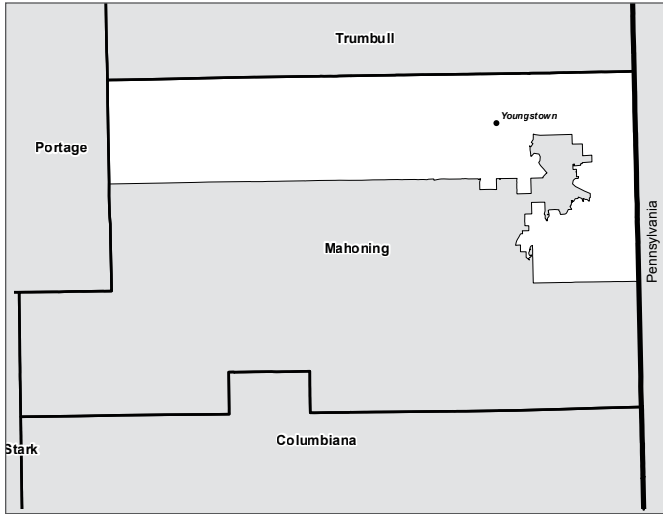 Trumbull
Youngstown
Portage
Pennsylvania
Mahoning
Columbiana
Stark